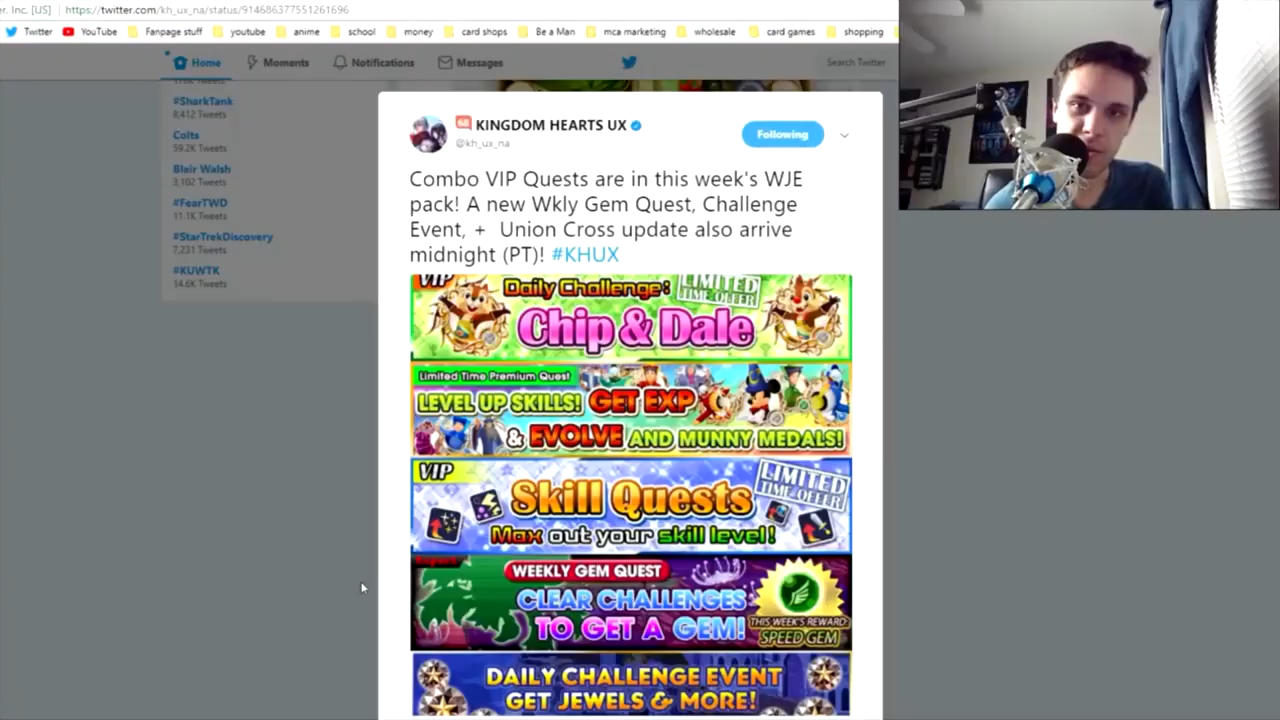 er. Inc. [US]
https://twitter.com/kh_ux_na/status/914686377551261696
Twitter
YouTube
Fanpage stuff
youtube
anime
school
money
card shops
Be a Man
mca marketing
wholesale
card games
shopping
Home
Moments
Notifications
Messages
Search Twitter
#SharkTank
8,412 Tweets
Colts
59.2K Tweets
Blair Walsh
3,102 Tweets
#FearTWD
11.1K Tweets
#StarTrekDiscovery
7,231 Tweets
#KUWTK
14.6K Tweets
KINGDOM HEARTS UX
@kh_ux_na
Following
Combo VIP Quests are in this week's WJE
pack! A new Wkly Gem Quest, Challenge
Event, + Union Cross update also arrive
midnight (PT)! #KHUX
VIP
Daily Challenge:
LIMITED
TIME OFFER
Chip & Dale
Limited Time Premium Quest
LEVEL UP SKILLS! GET EXP
& EVOLVE AND MUNNY MEDALS!
VIP
LIMITED
TIME OFFER
Skill Quests
Max out your skill level!
WEEKLY GEM QUEST
CLEAR CHALLENGES
TO GET A GEM!
THIS WEEK'S REWARD:
SPEED GEM
DAILY CHALLENGE EVENT
GET JEWELS & MORE!